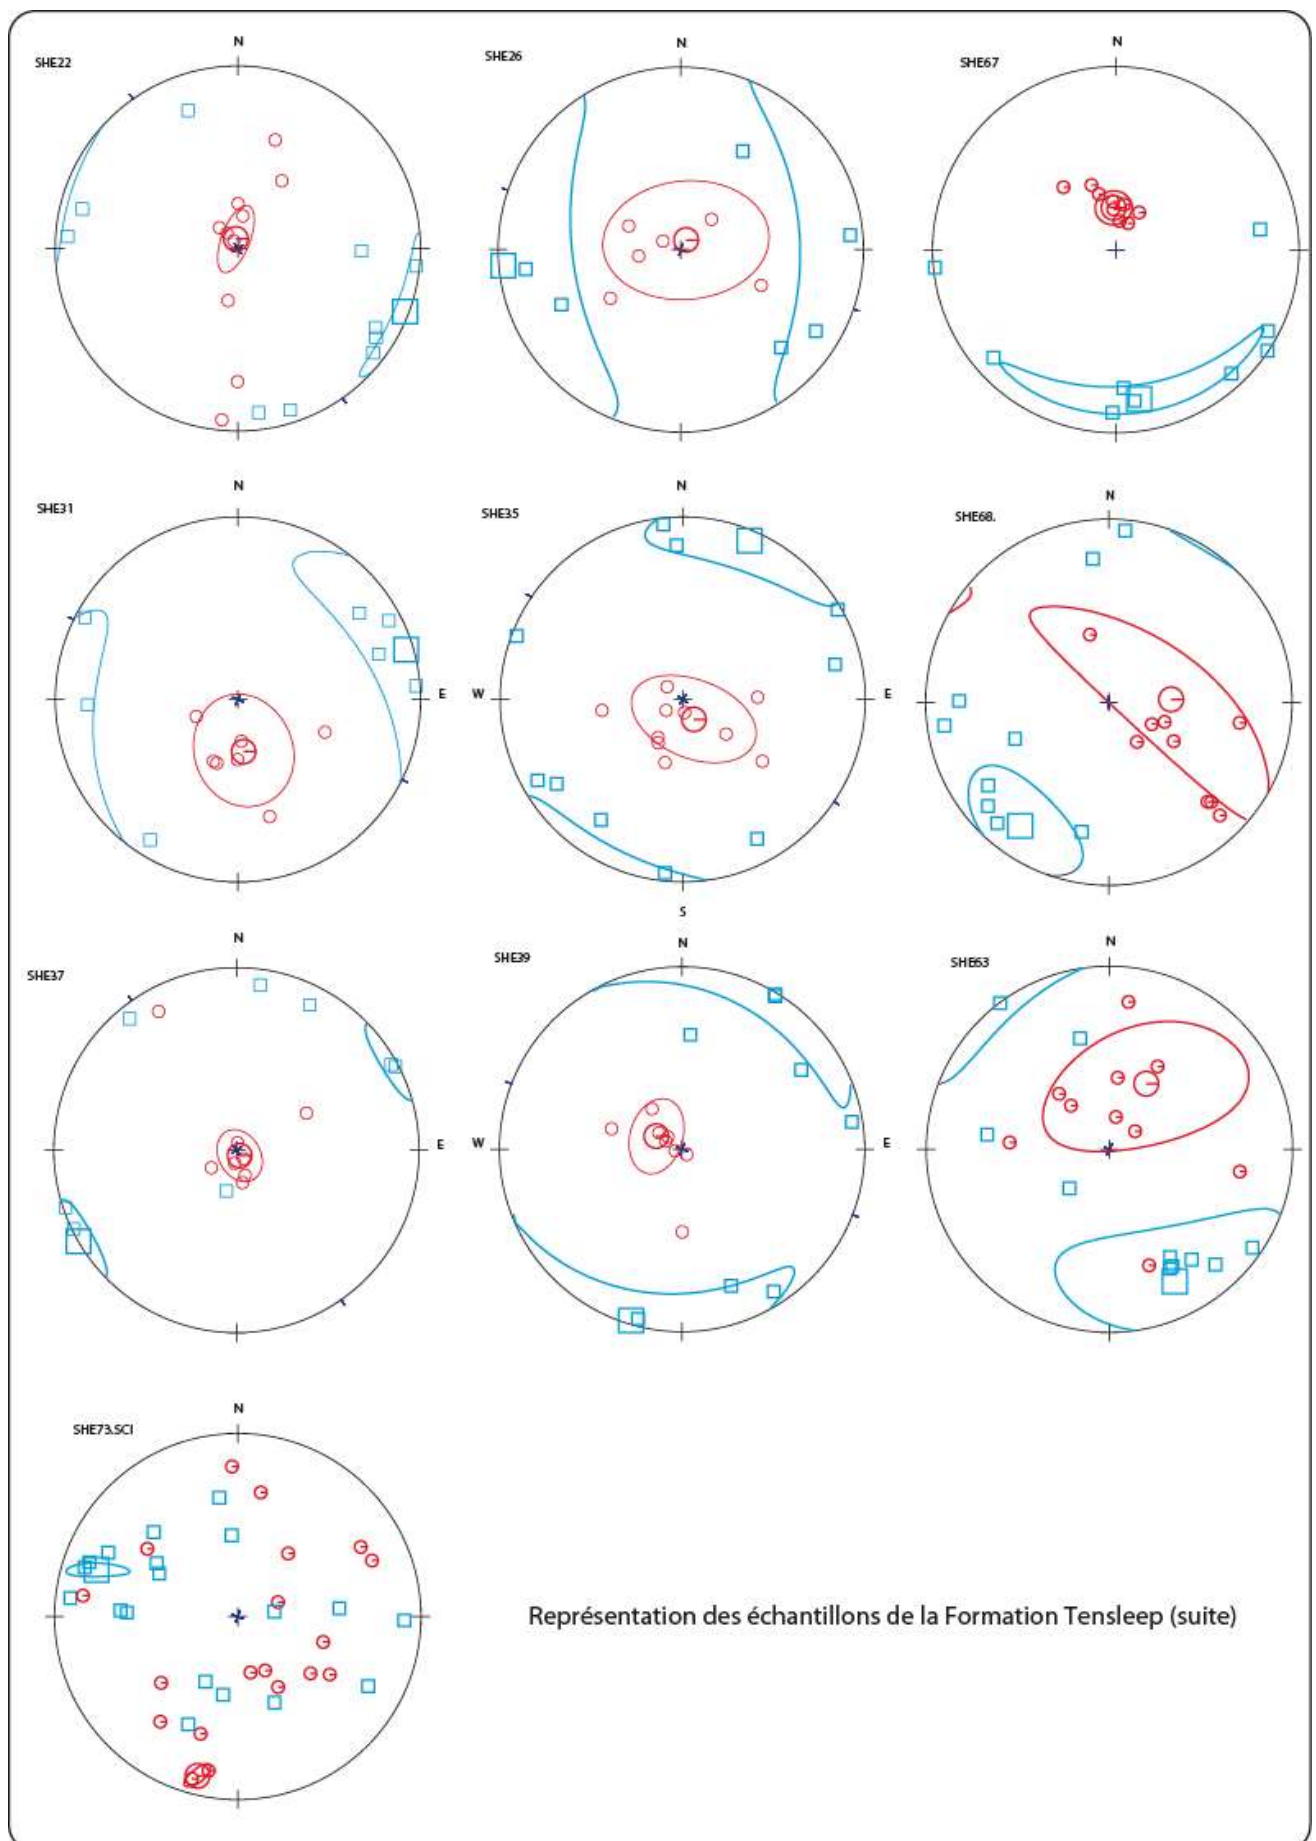 N
N
N
SHE22
SHE26
SHE67
N
N
N
SHE31
SHE35
SHE68.
E
W
E
S
N
N
N
SHE37
SHE39
SHE63
E
W
E
N
SHE73.SCI
Représentation des échantillons de la Formation Tensleep (suite)